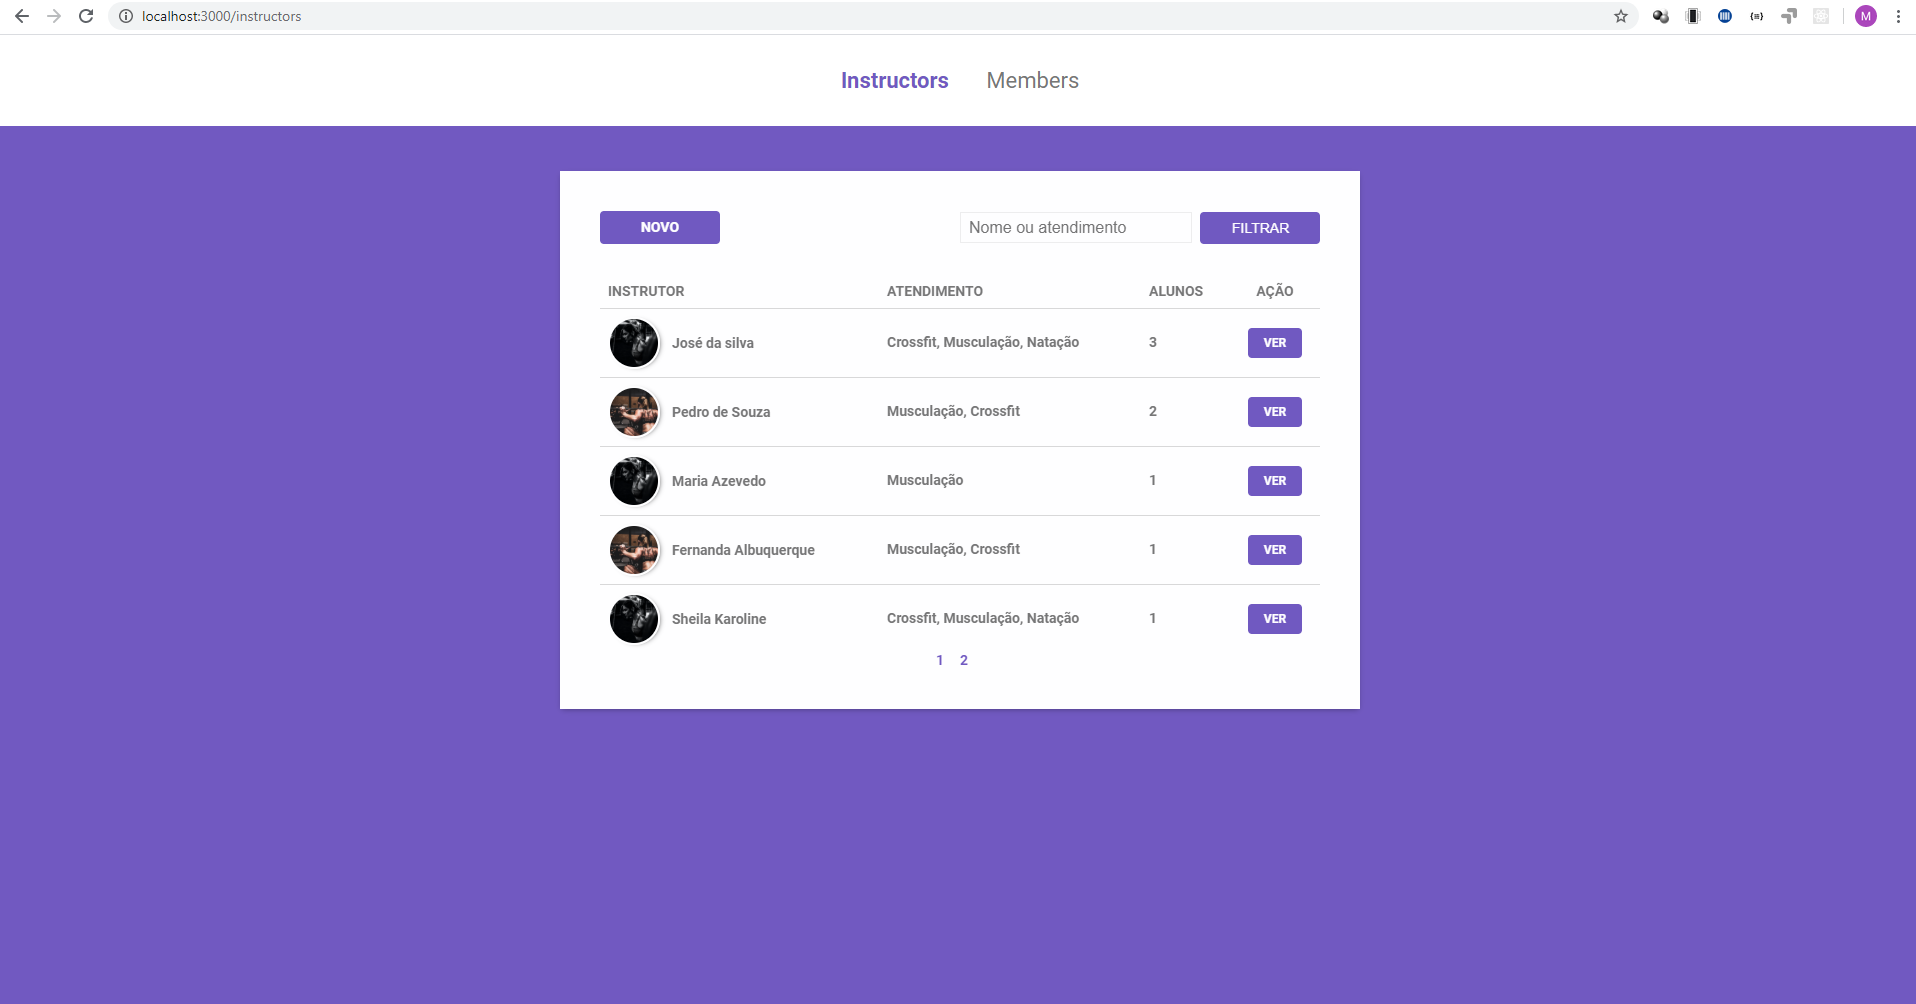 localhost:3000/instructors
M
Instructors Members
NOVO Nome ou atendimento FILTRAR
INSTRUTOR ATENDIMENTO ALUNOS AÇÃO
José da silva Crossfit, Musculação, Natação 3 VER
Pedro de Souza Musculação, Crossfit 2 VER
Maria Azevedo Musculação 1 VER
Fernanda Albuquerque Musculação, Crossfit 1 VER
Sheila Karoline Crossfit, Musculação, Natação 1 VER
1 2